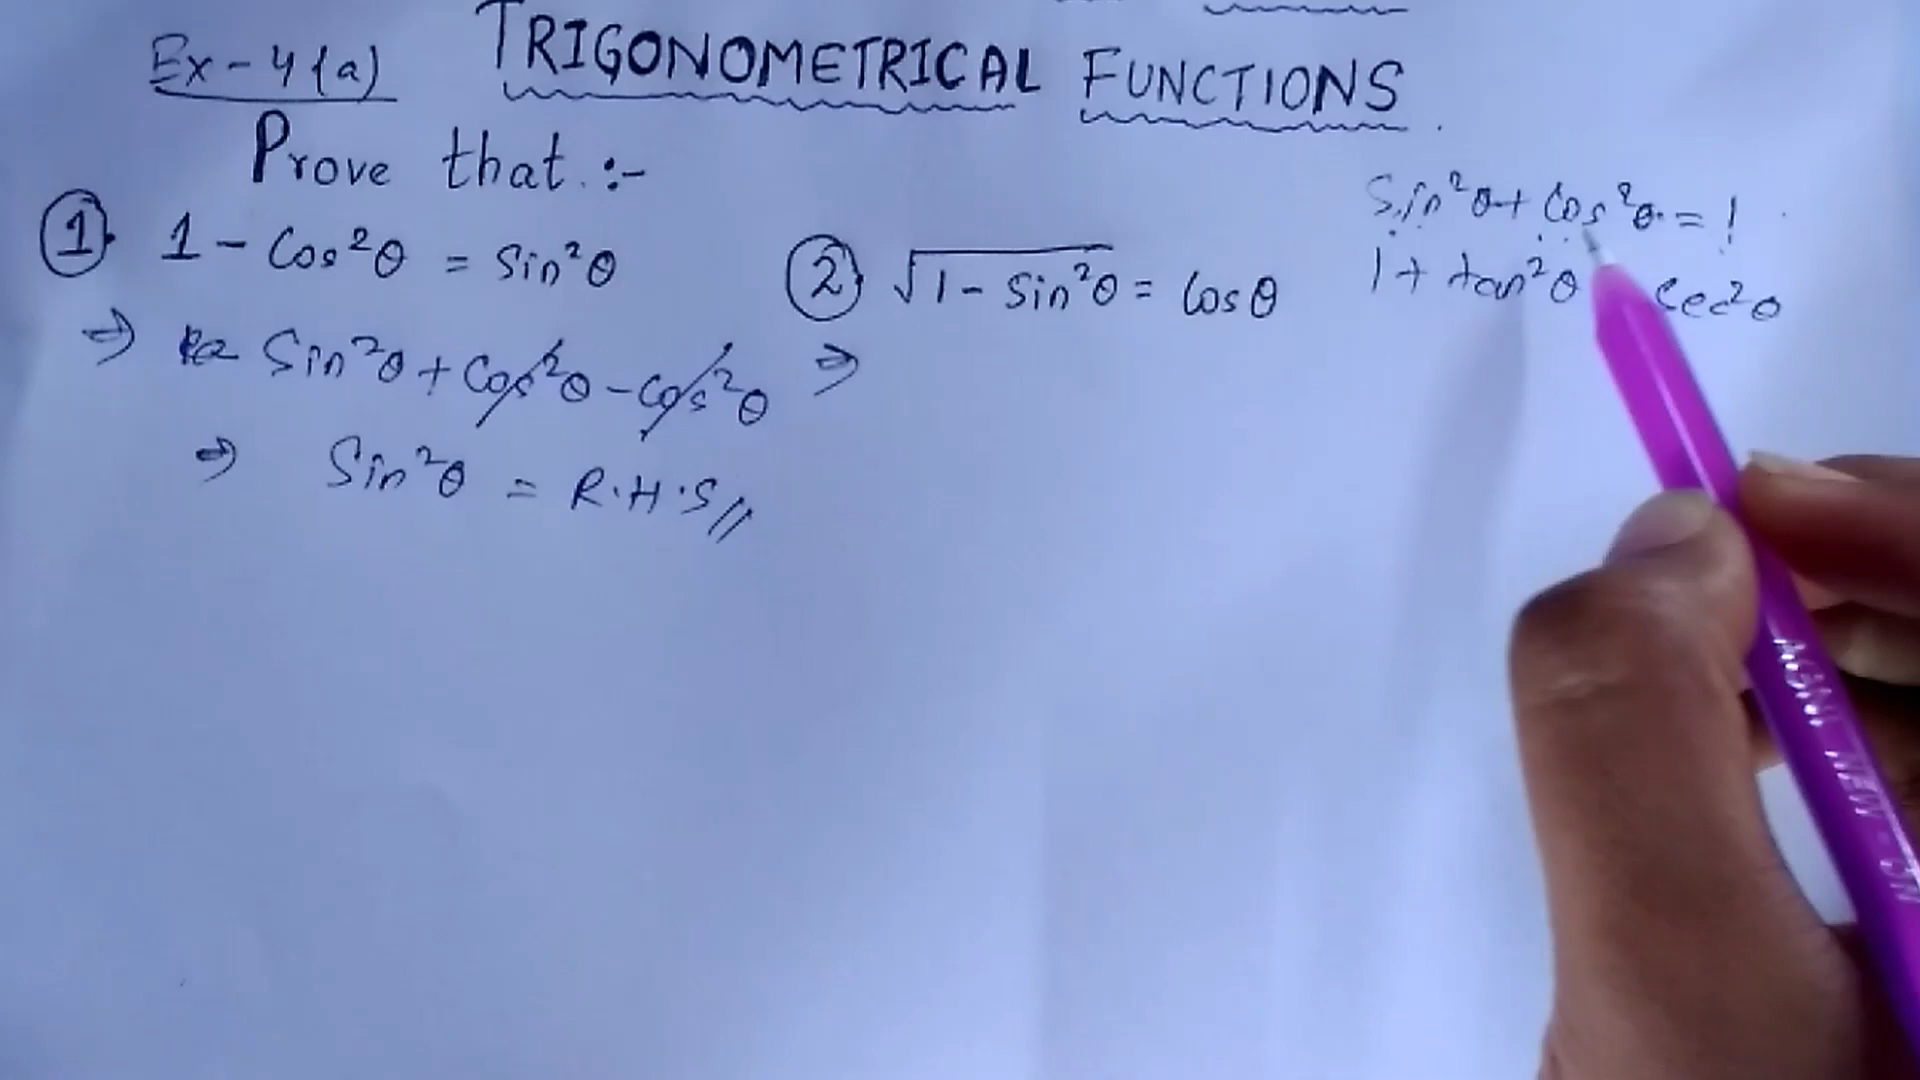 Ex-4(a) TRIGONOMETRICAL FUNCTIONS.
Prove that :-
① 1 - Cos²θ = Sin²θ
⇒ Sin²θ + Cos²θ - Cos²θ
⇒ Sin²θ = R.H.S//
② √1 - Sin²θ = Cosθ
⇒
Sin²θ + Cos²θ = 1
1 + tan²θ Sec²θ